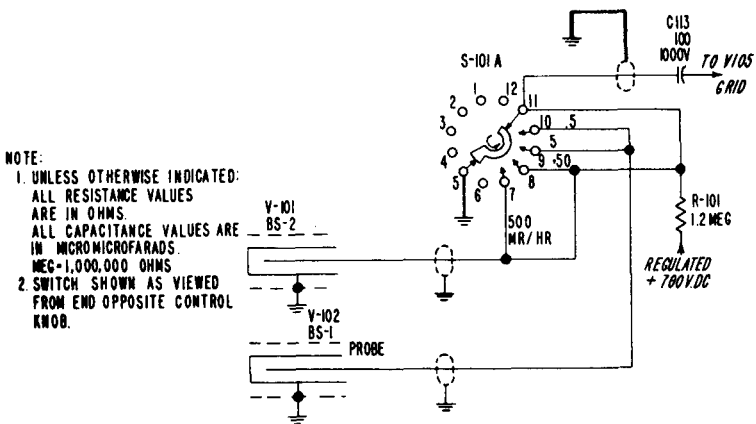 C113
100
1000V
TO V105
GRID
S-101A
1
12
2
11
3
10 .5
4
5
9 +50
5
8
6
7
500
MR/HR
R-101
1.2 MEG
REGULATED
+ 700V.DC
NOTE:
1. UNLESS OTHERWISE INDICATED:
ALL RESISTANCE VALUES
ARE IN OHMS.
ALL CAPACITANCE VALUES ARE
IN MICROMICROFARADS.
MEG=1,000,000 OHMS
2. SWITCH SHOWN AS VIEWED
FROM END OPPOSITE CONTROL
KNOB.
V-101
BS-2
V-102
BS-1
PROBE